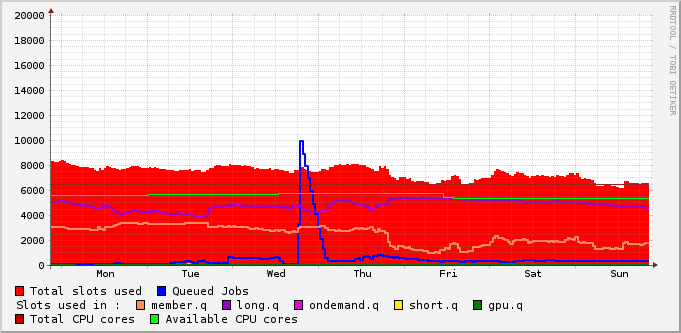 RRDTOOL / TOBI OETIKER
20000
18000
16000
14000
12000
10000
8000
6000
4000
2000
0
Mon Tue Wed Thu Fri Sat Sun
Total slots used Queued Jobs
Slots used in : member.q long.q ondemand.q short.q gpu.q
Total CPU cores Available CPU cores